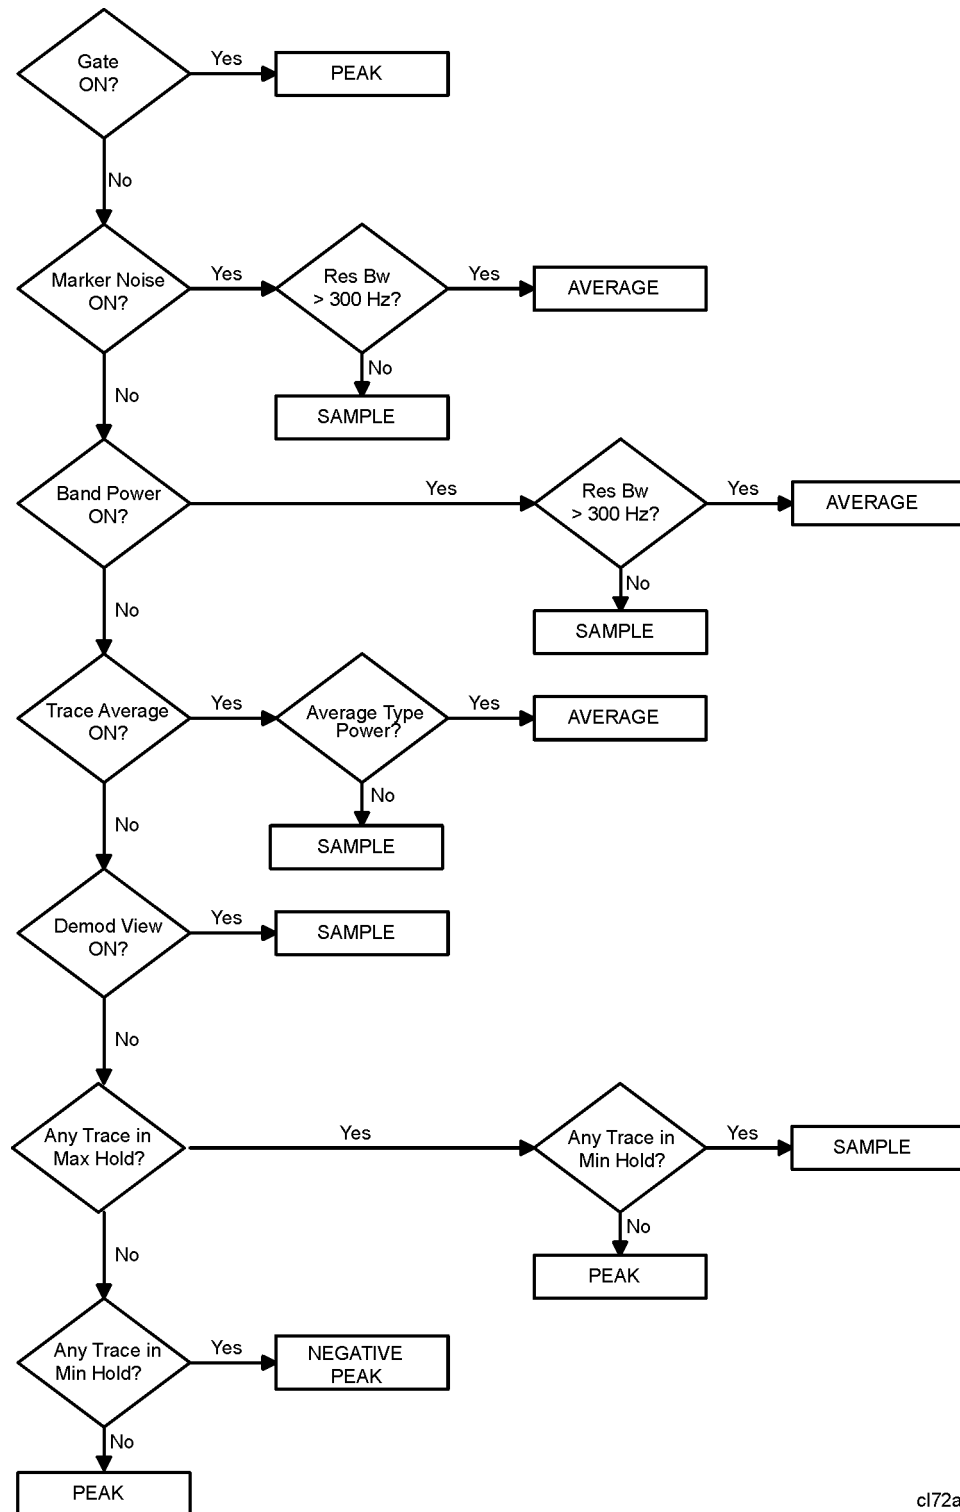 Gate
ON?
Yes
PEAK
No
Marker Noise
ON?
Yes
Res Bw
> 300 Hz?
Yes
AVERAGE
No
SAMPLE
No
Band Power
ON?
Yes
Res Bw
> 300 Hz?
Yes
AVERAGE
No
SAMPLE
No
Trace Average
ON?
Yes
Average Type
Power?
Yes
AVERAGE
No
SAMPLE
No
Demod View
ON?
Yes
SAMPLE
No
Any Trace in
Max Hold?
Yes
Any Trace in
Min Hold?
Yes
SAMPLE
No
PEAK
No
Any Trace in
Min Hold?
Yes
NEGATIVE
PEAK
No
PEAK
cl72a